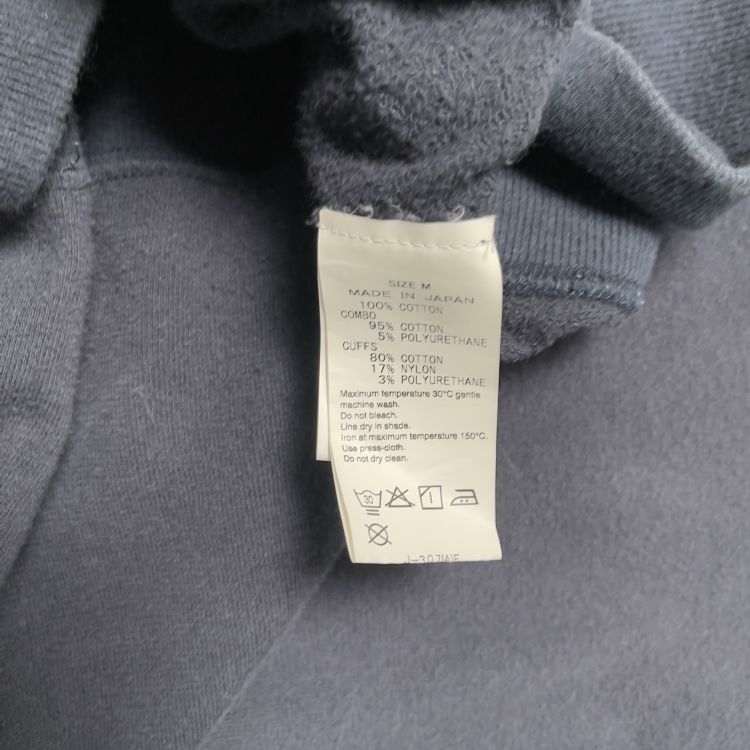 SIZE M
MADE IN JAPAN
100% COTTON
COMBO
95% COTTON
5% POLYURETHANE
CUFFS
80% COTTON
17% NYLON
3% POLYURETHANE
Maximum temperature 30°C gentle
machine wash.
Do not bleach.
Line dry in shade.
Iron at maximum temperature 150°C.
Use press-cloth.
Do not dry clean.
30
J-307(A)E